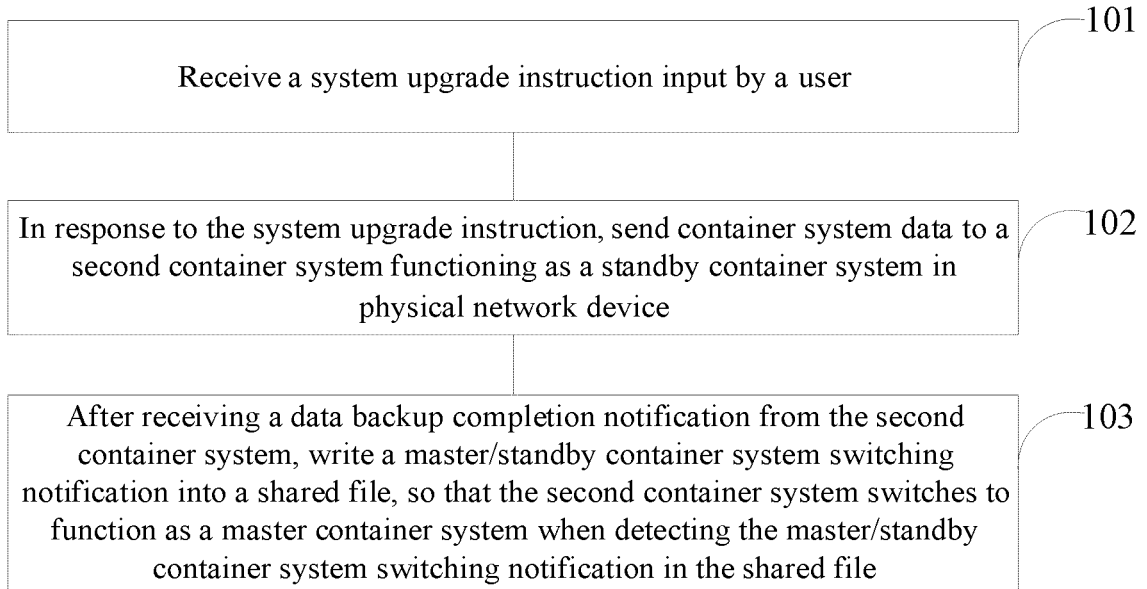 101
Receive a system upgrade instruction input by a user
102
In response to the system upgrade instruction, send container system data to a
second container system functioning as a standby container system in
physical network device
103
After receiving a data backup completion notification from the second
container system, write a master/standby container system switching
notification into a shared file, so that the second container system switches to
function as a master container system when detecting the master/standby
container system switching notification in the shared file